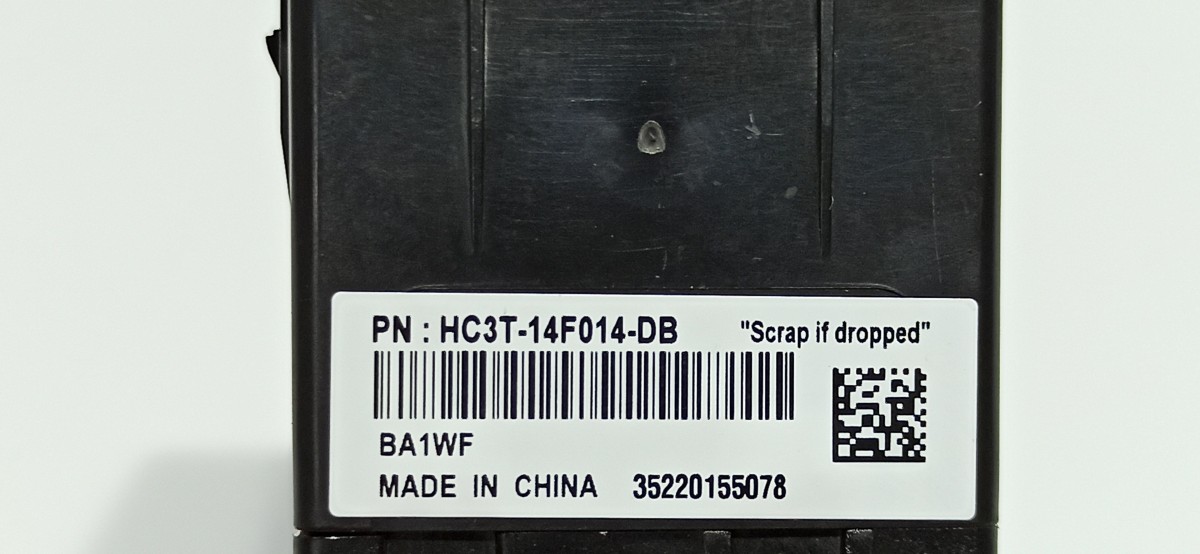 PN : HC3T-14F014-DB "Scrap if dropped"
BA1WF
MADE IN CHINA 35220155078